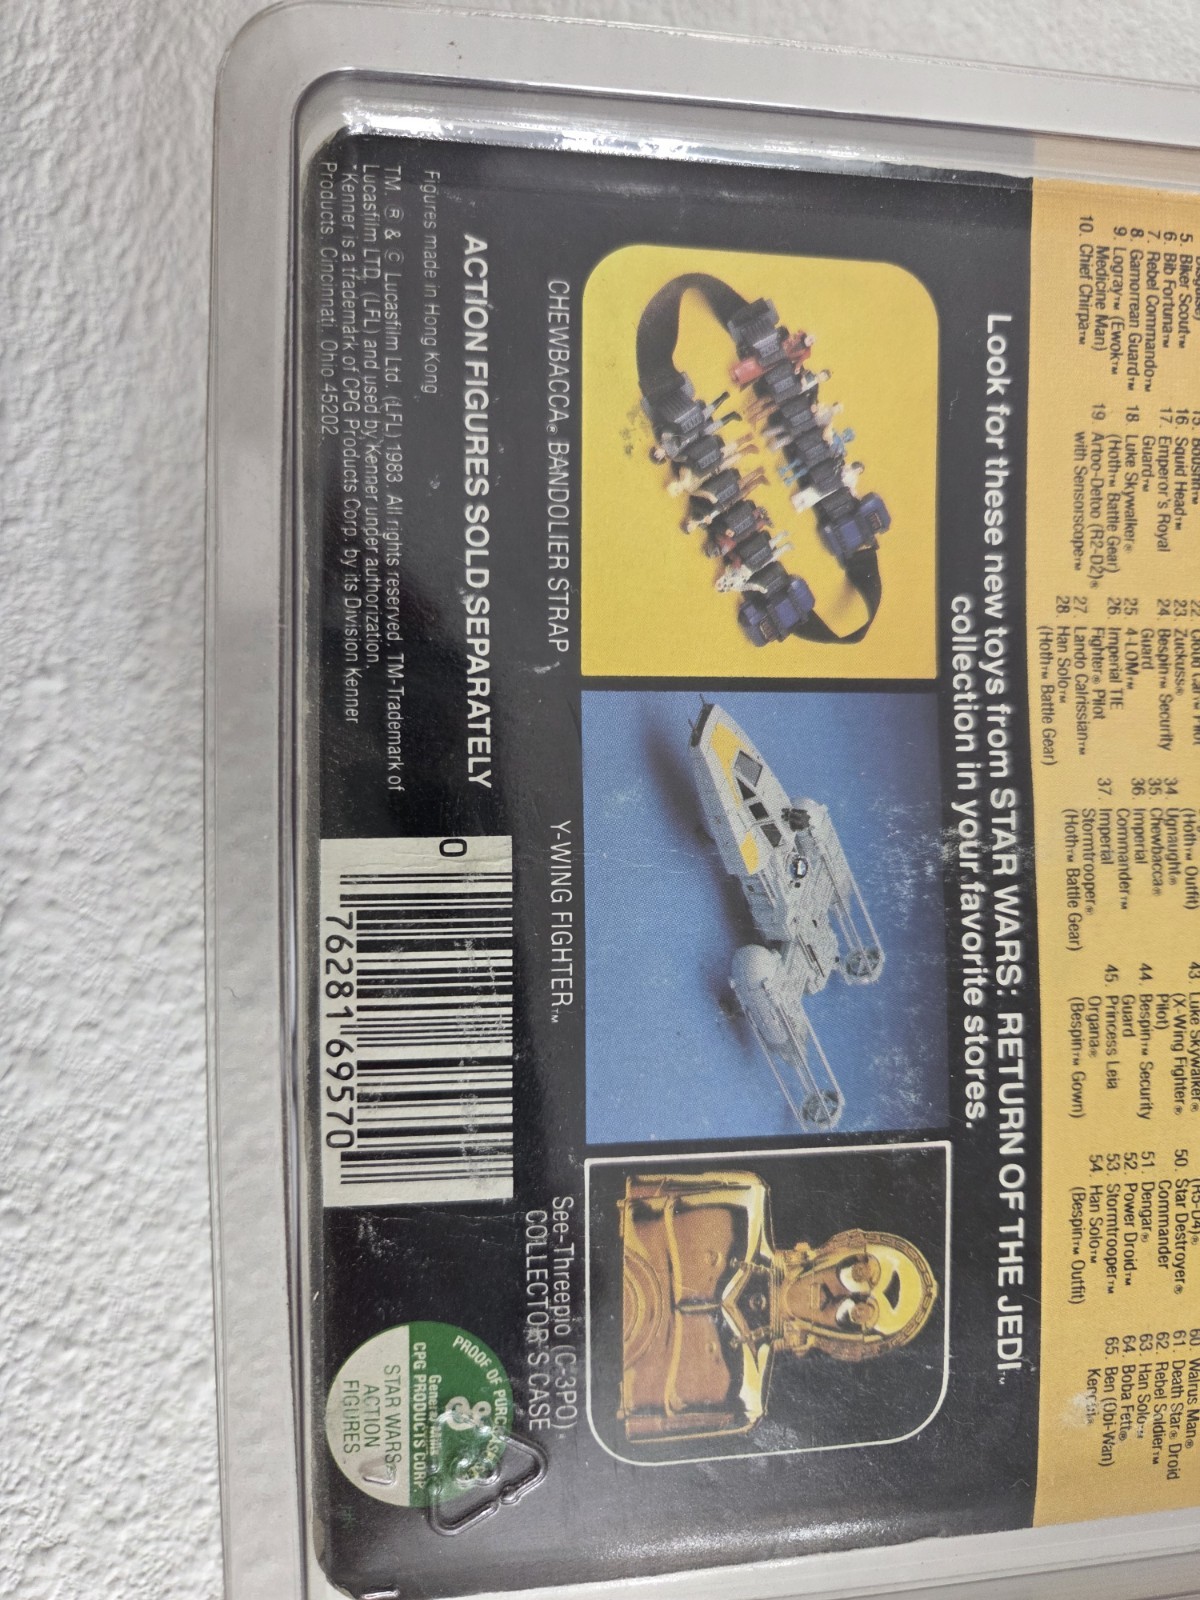 5. Biker Scout™
6. Bib Fortuna™
7. Rebel Commando™
8. Gamorrean Guard™
9. Logray™ (Ewok™
Medicine Man)
10. Chief Chirpa™
16. Squid Head™
17. Emperor's Royal
Guard™
18. Luke Skywalker®
(Hoth™ Battle Gear)
19. Artoo-Detoo (R2-D2)®
with Sensorscope™
23. Zuckuss®
24. Bespin™ Security
Guard
25. 4-LOM™
26. Imperial TIE
Fighter® Pilot
27. Lando Calrissian™
28. Han Solo™
(Hoth™ Battle Gear)
(Hoth™ Outfit)
34. Ugnaught®
35. Chewbacca®
36. Imperial
Commander™
37. Imperial
Stormtrooper®
(Hoth™ Battle Gear)
43. Luke Skywalker®
(X-Wing Fighter®
Pilot)
44. Bespin™ Security
Guard
45. Princess Leia
Organa®
(Bespin™ Gown)
(R5-D4)®
50. Star Destroyer®
Commander
51. Dengar®
52. Power Droid™
53. Stormtrooper™
54. Han Solo™
(Bespin™ Outfit)
60. Walrus Man®
61. Death Star® Droid
62. Rebel Soldier™
63. Han Solo™
64. Boba Fett®
65. Ben (Obi-Wan)
Kenobi®
Look for these new toys from STAR WARS: RETURN OF THE JEDI™
collection in your favorite stores.
CHEWBACCA® BANDOLIER STRAP
Y-WING FIGHTER™
See-Threepio (C-3PO)®
COLLECTOR'S CASE
ACTION FIGURES SOLD SEPARATELY
Figures made in Hong Kong
TM, ® & © Lucasfilm Ltd. (LFL) 1983. All rights reserved. TM-Trademark of
Lucasfilm LTD. (LFL) and used by Kenner under authorization.
*Kenner is a trademark of CPG Products Corp. by its Division Kenner
Products, Cincinnati, Ohio 45202.
0 76281 69570
PROOF OF PURCHASE
General Mills
CPG PRODUCTS CORP.
STAR WARS®
ACTION
FIGURES